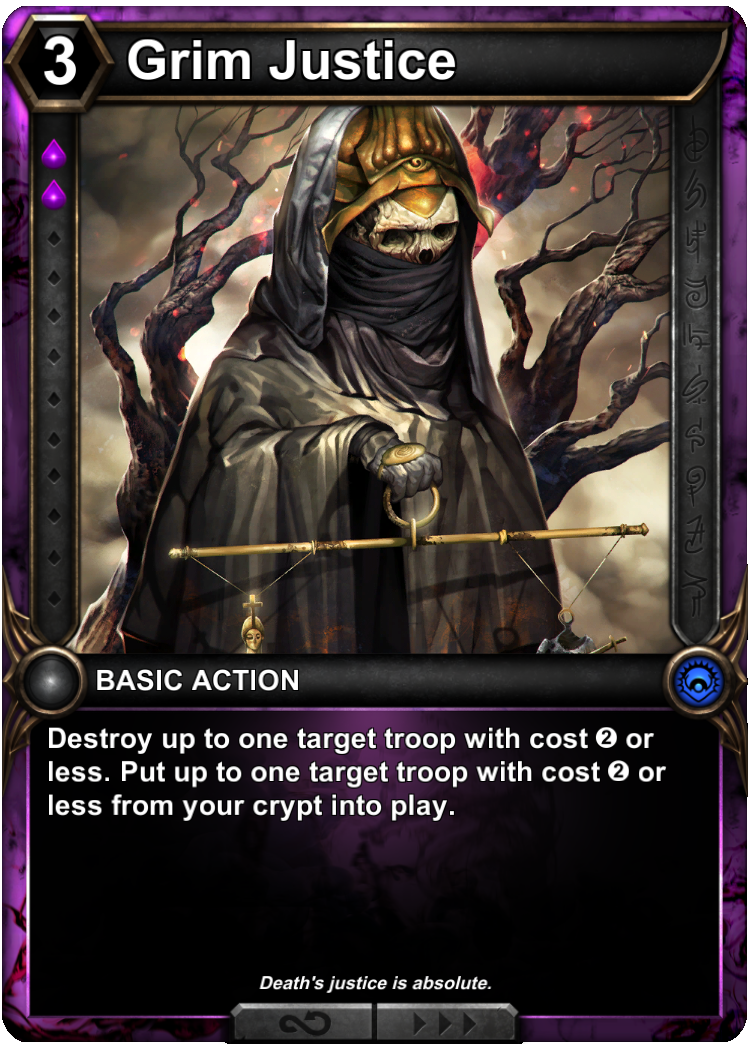 3
Grim Justice
BASIC ACTION
Destroy up to one target troop with cost ❷ or
less. Put up to one target troop with cost ❷ or
less from your crypt into play.
Death's justice is absolute.